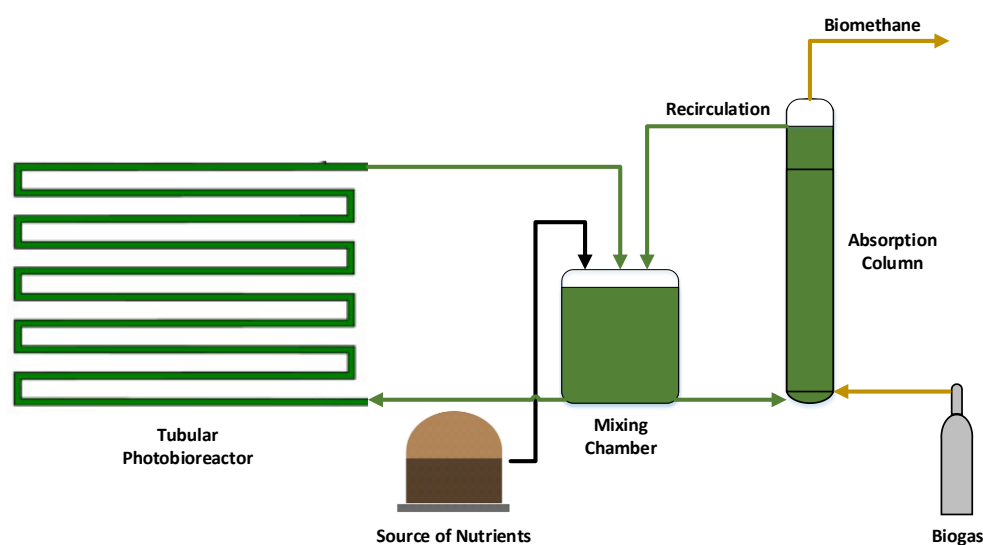 Biomethane
Recirculation
Absorption
Column
Tubular
Photobioreactor
Mixing
Chamber
Source of Nutrients
Biogas